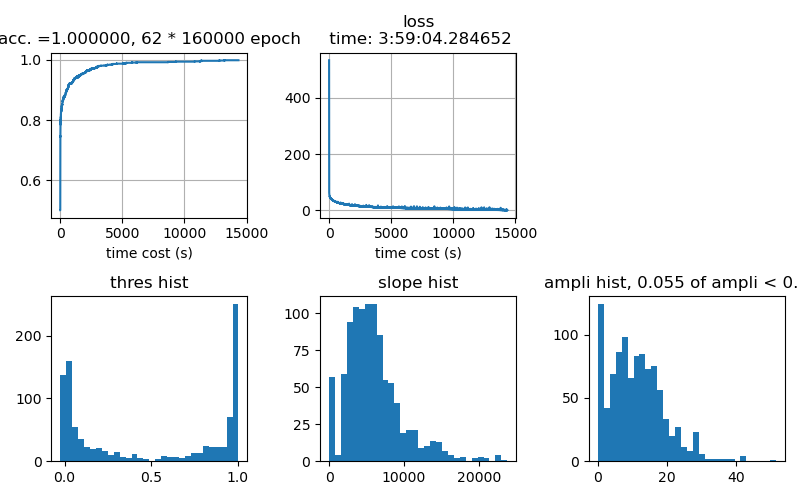 acc. =1.000000, 62 * 160000 epoch
1.0
0.8
0.6
0 5000 10000 15000
time cost (s)
loss
time: 3:59:04.284652
400
200
0
0 5000 10000 15000
time cost (s)
thres hist
200
100
0
0.0 0.5 1.0
slope hist
100
75
50
25
0
0 10000 20000
ampli hist, 0.055 of ampli < 0.
100
50
0
0 20 40